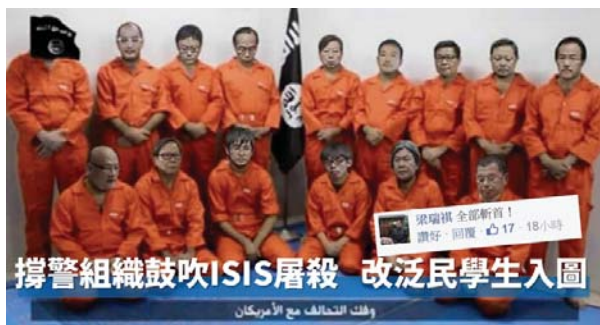 梁瑞祺 全部斬首！
讚好 · 回覆 · 17 · 18小時
撐警組織鼓吹ISIS屠殺 改泛民學生入圖
وفك التحالف مع الأمريكان